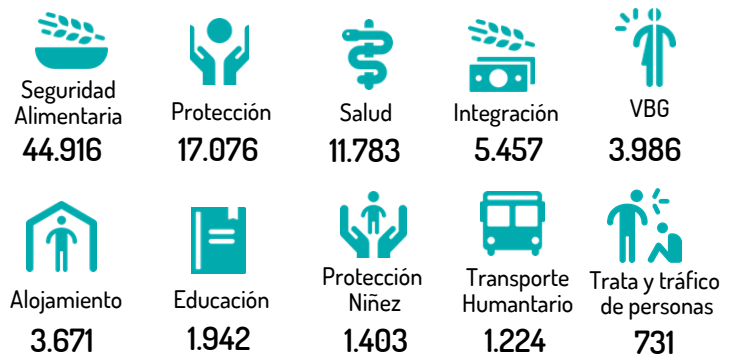 Seguridad
Alimentaria
44.916
Protección
17.076
Salud
11.783
Integración
5.457
VBG
3.986
Alojamiento
3.671
Educación
1.942
Protección
Niñez
1.403
Transporte
Humantario
1.224
Trata y tráfico
de personas
731